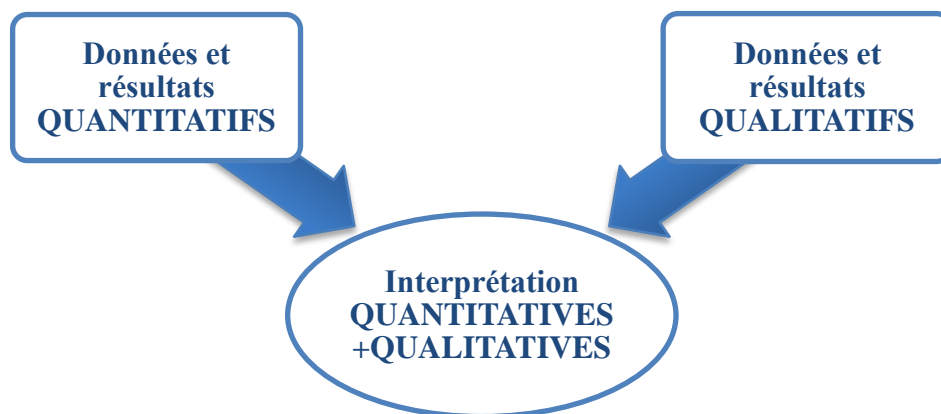 Données et
résultats
QUANTITATIFS
Données et
résultats
QUALITATIFS
Interprétation
QUANTITATIVES
+QUALITATIVES